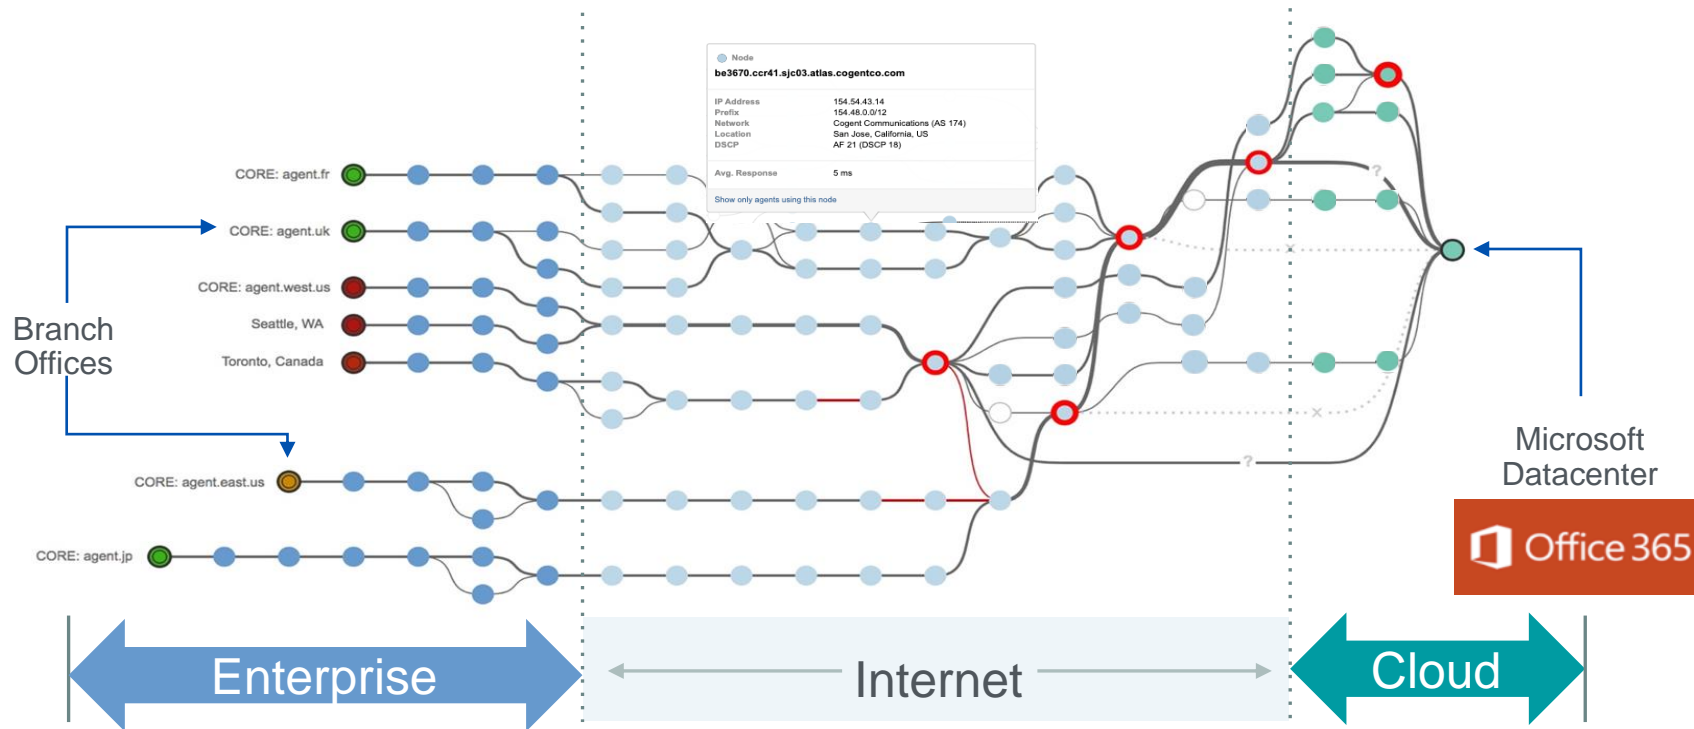 Node
be3670.ccr41.sjc03.atlas.cogentco.com
IP Address 154.54.43.14
Prefix 154.48.0.0/12
Network Cogent Communications (AS 174)
Location San Jose, California, US
DSCP AF 21 (DSCP 18)
Avg. Response 5 ms
Show only agents using this node
CORE: agent.fr
CORE: agent.uk
CORE: agent.west.us
Seattle, WA
Toronto, Canada
CORE: agent.east.us
CORE: agent.jp
Branch
Offices
?
?
Microsoft
Datacenter
Office 365
Enterprise
Internet
Cloud